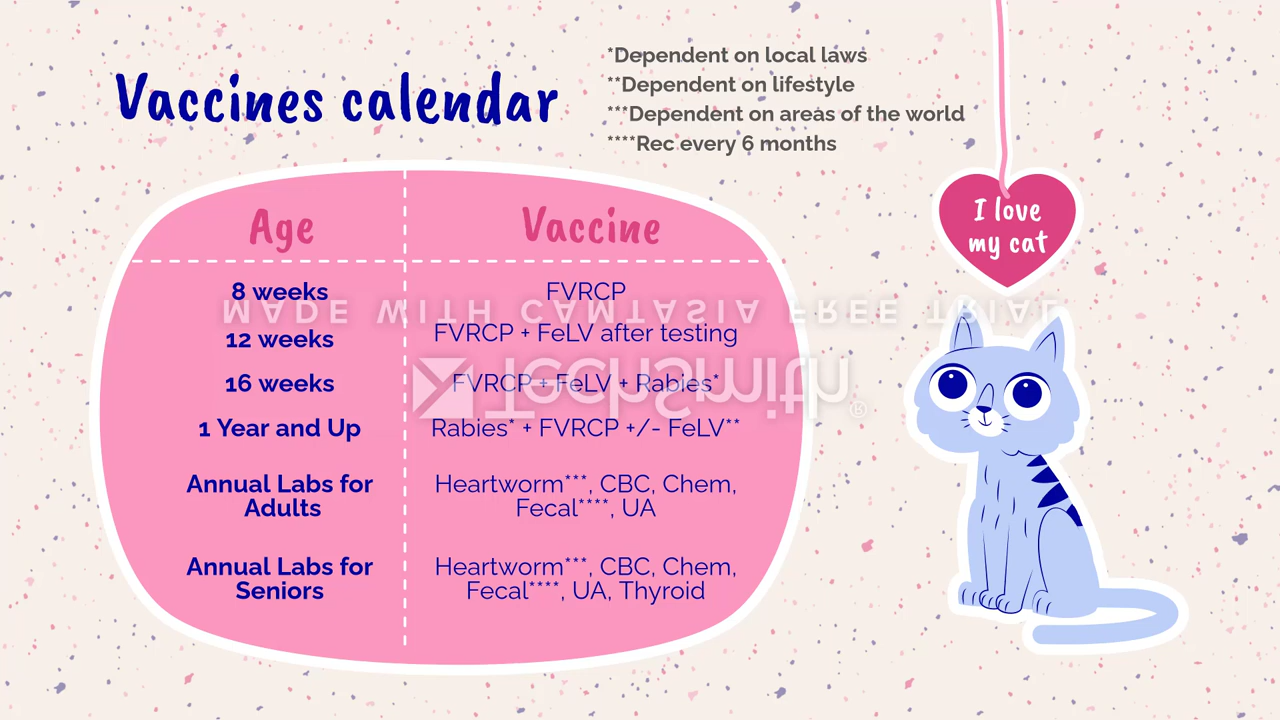 Vaccines calendar
*Dependent on local laws
**Dependent on lifestyle
***Dependent on areas of the world
****Rec every 6 months
I love
my cat
Age Vaccine
8 weeks FVRCP
MADE WITH CAMTASIA FREE TRIAL
12 weeks FVRCP + FeLV after testing
16 weeks FVRCP + FeLV + Rabies*
TechSmith®
1 Year and Up Rabies* + FVRCP +/- FeLV**
Annual Labs for
Adults
Heartworm***, CBC, Chem,
Fecal****, UA
Annual Labs for
Seniors
Heartworm***, CBC, Chem,
Fecal****, UA, Thyroid